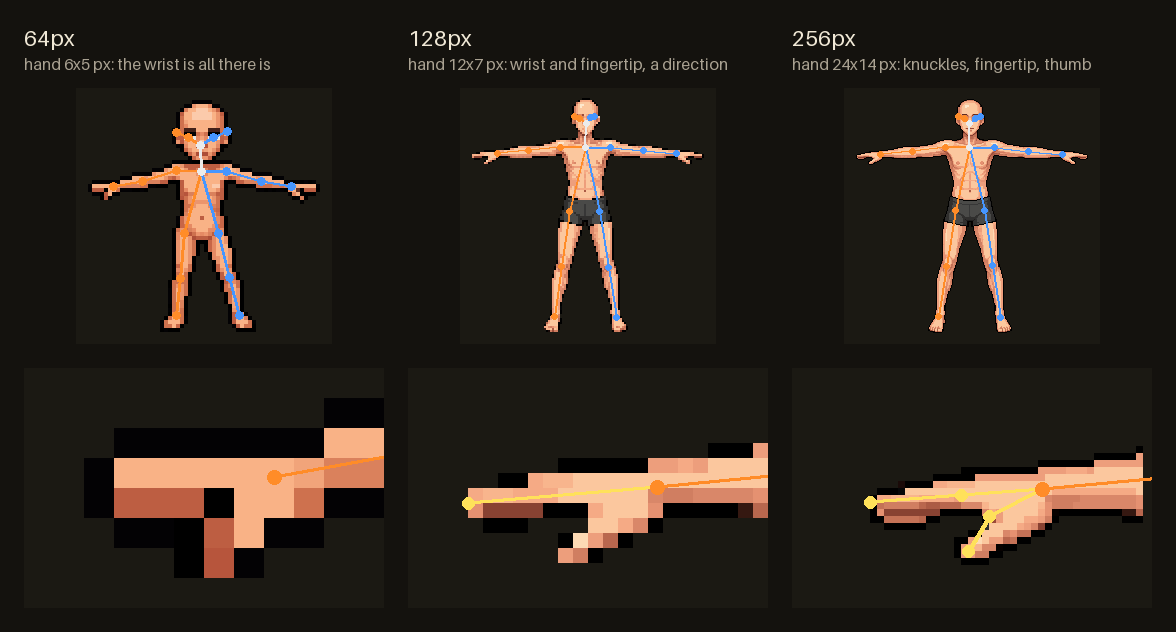 64px
hand 6x5 px: the wrist is all there is
128px
hand 12x7 px: wrist and fingertip, a direction
256px
hand 24x14 px: knuckles, fingertip, thumb